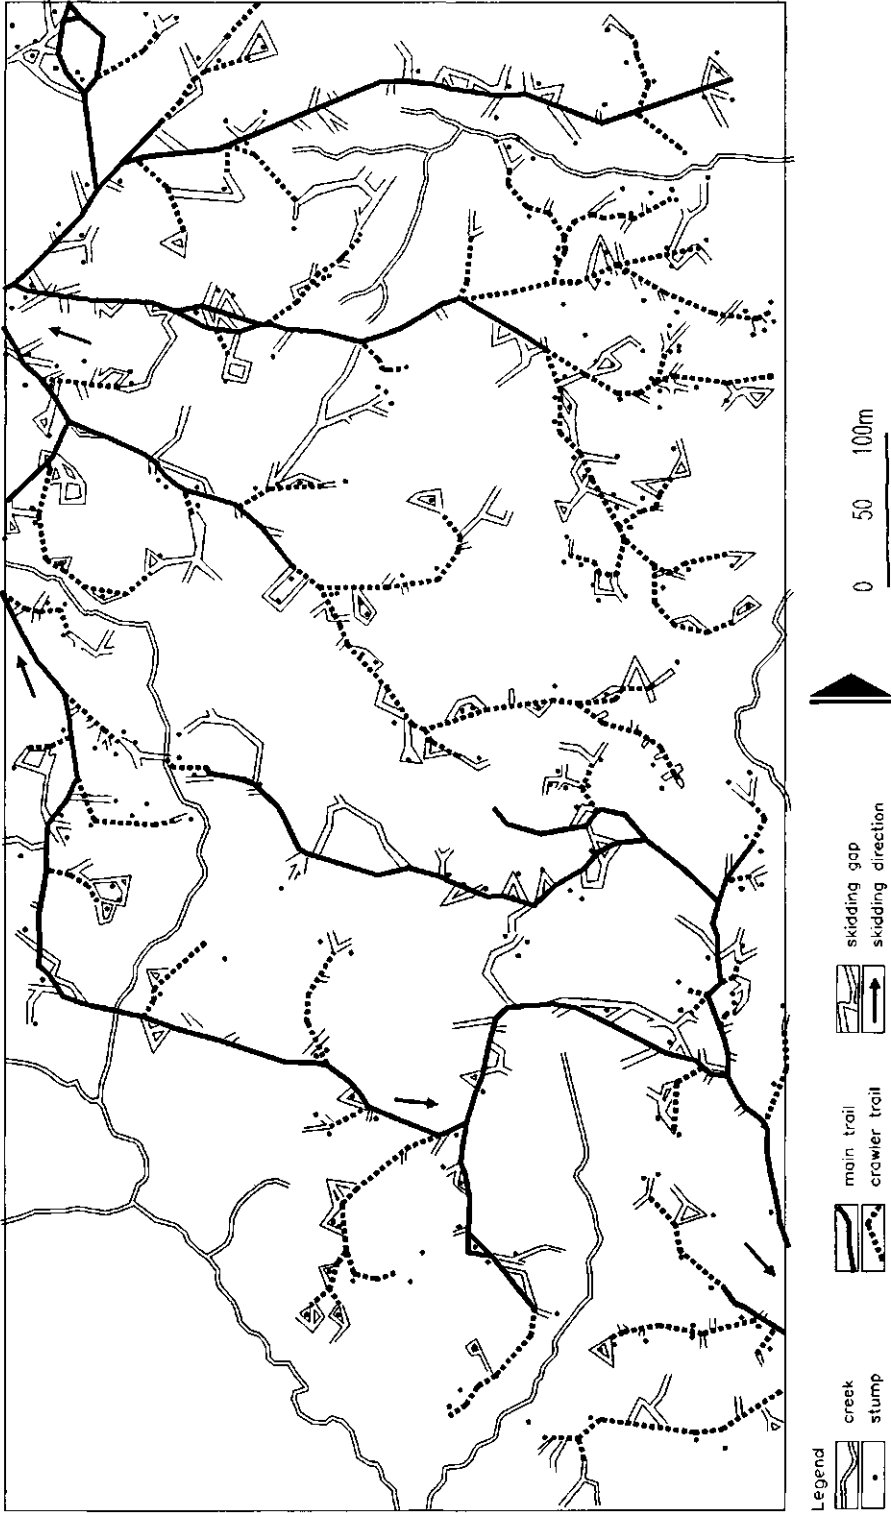 Legend
creek
stump
main trail
crawler trail
skidding gap
skidding direction
0 50 100m